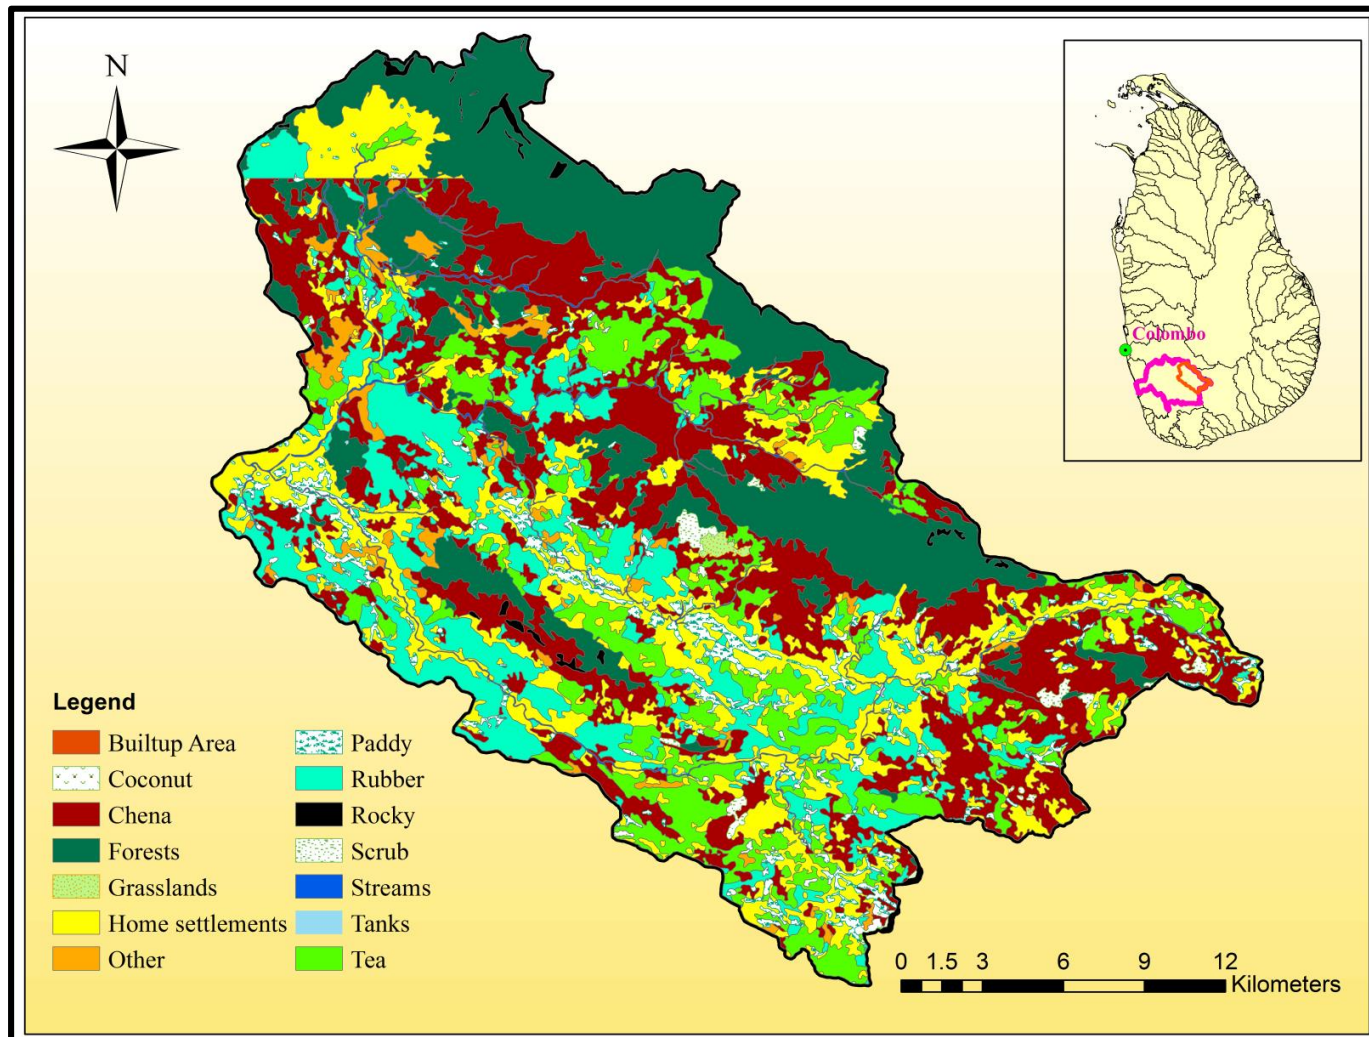 N
Colombo
Legend
Builtup Area
Coconut
Chena
Forests
Grasslands
Home settlements
Other
Paddy
Rubber
Rocky
Scrub
Streams
Tanks
Tea
0 1.5 3 6 9 12
Kilometers